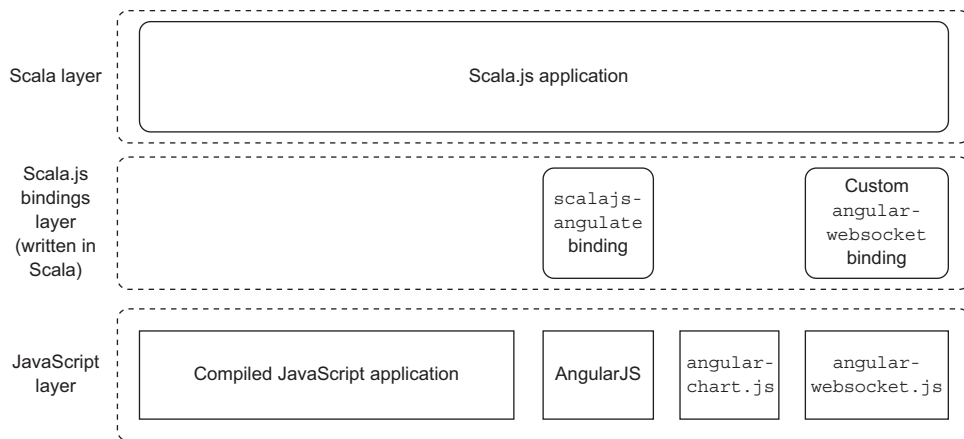 Scala layer
Scala.js application
Scala.js
bindings
layer
(written in
Scala)
scalajs-
angulate
binding
Custom
angular-
websocket
binding
JavaScript
layer
Compiled JavaScript application
AngularJS
angular-
chart.js
angular-
websocket.js